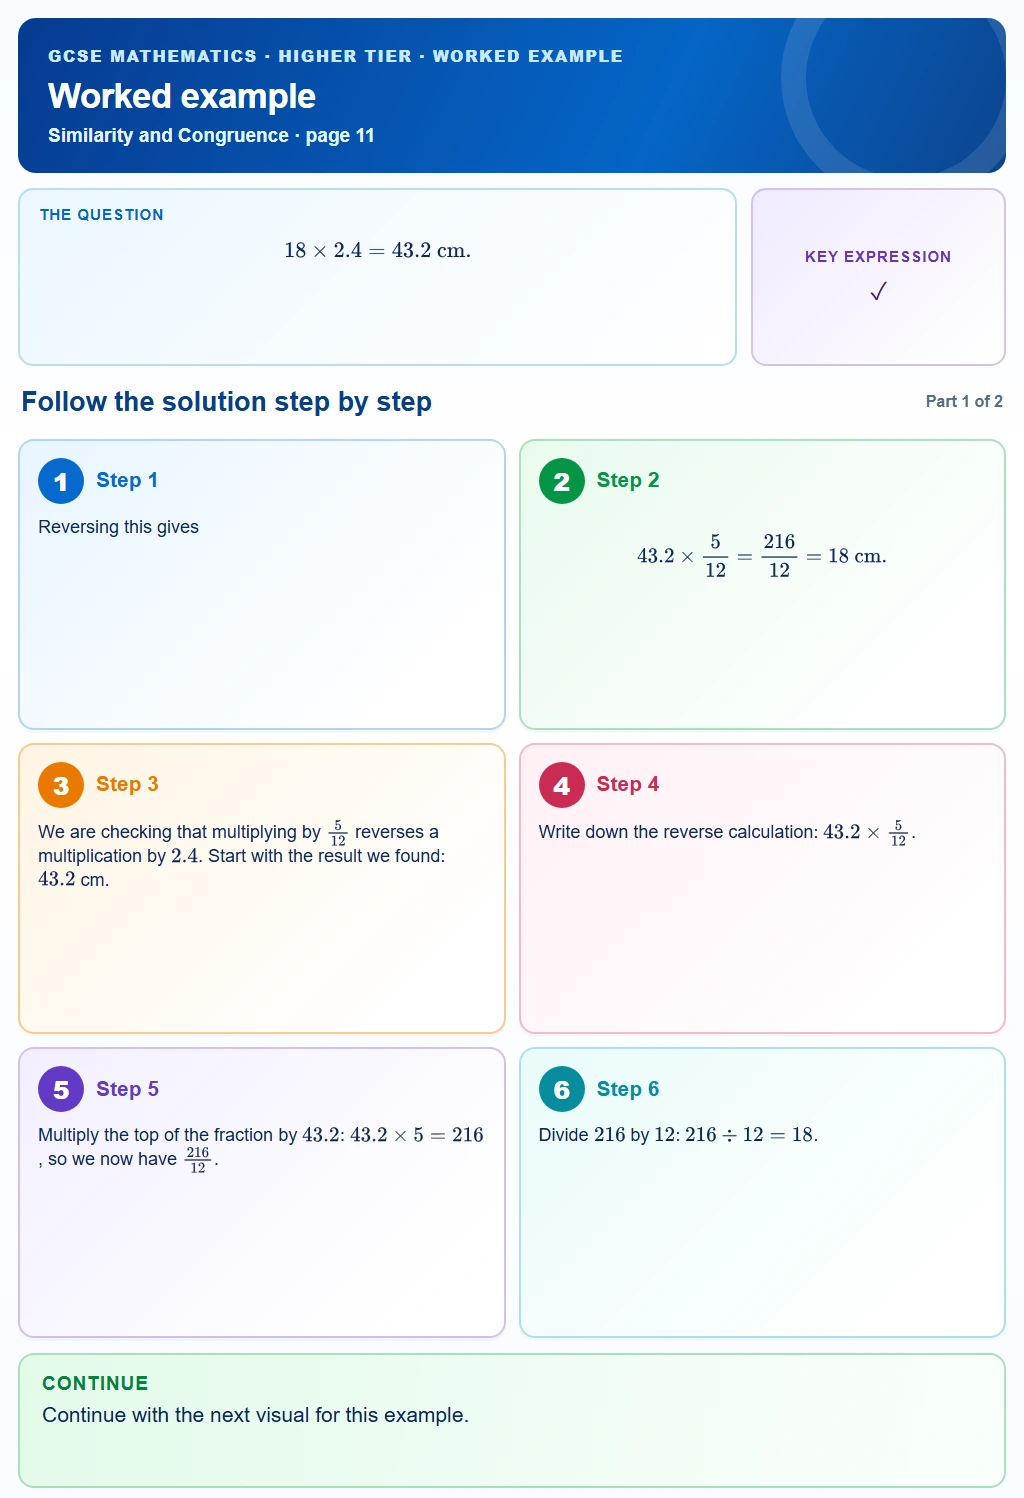 GCSE MATHEMATICS · HIGHER TIER · WORKED EXAMPLE
Worked example
Similarity and Congruence · page 11
THE QUESTION
18 × 2.4 = 43.2 cm.
KEY EXPRESSION
✓
Follow the solution step by step
Part 1 of 2
1 Step 1
Reversing this gives
2 Step 2
43.2 × 5/12 = 216/12 = 18 cm.
3 Step 3
We are checking that multiplying by 5/12 reverses a
multiplication by 2.4. Start with the result we found:
43.2 cm.
4 Step 4
Write down the reverse calculation: 43.2 × 5/12.
5 Step 5
Multiply the top of the fraction by 43.2: 43.2 × 5 = 216
, so we now have 216/12.
6 Step 6
Divide 216 by 12: 216 ÷ 12 = 18.
CONTINUE
Continue with the next visual for this example.